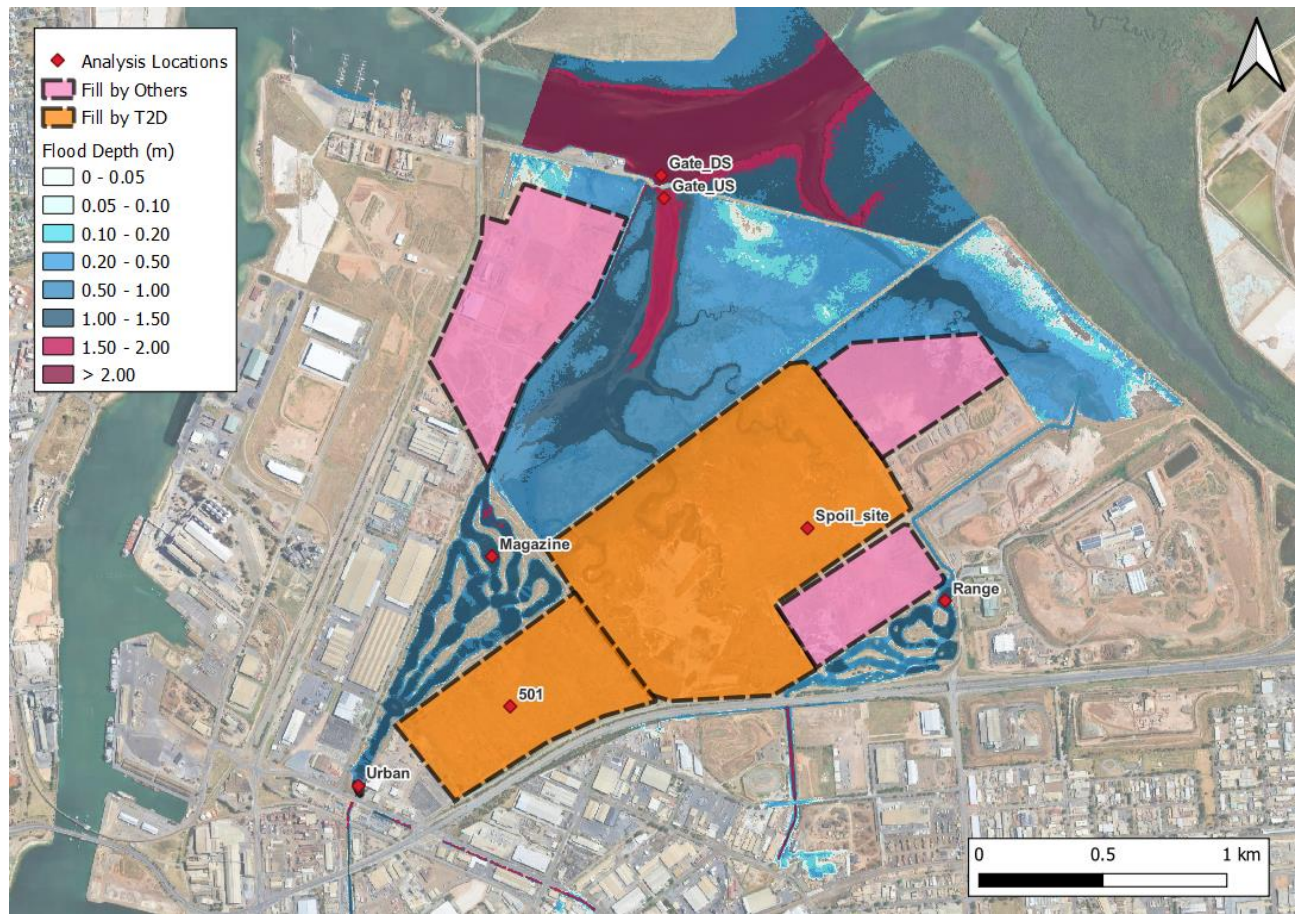 Analysis Locations
Fill by Others
Fill by T2D
Flood Depth (m)
0 - 0.05
0.05 - 0.10
0.10 - 0.20
0.20 - 0.50
0.50 - 1.00
1.00 - 1.50
1.50 - 2.00
> 2.00
Gate_DS
Gate_US
Spoil_site
Magazine
Range
501
Urban
0 0.5 1 km